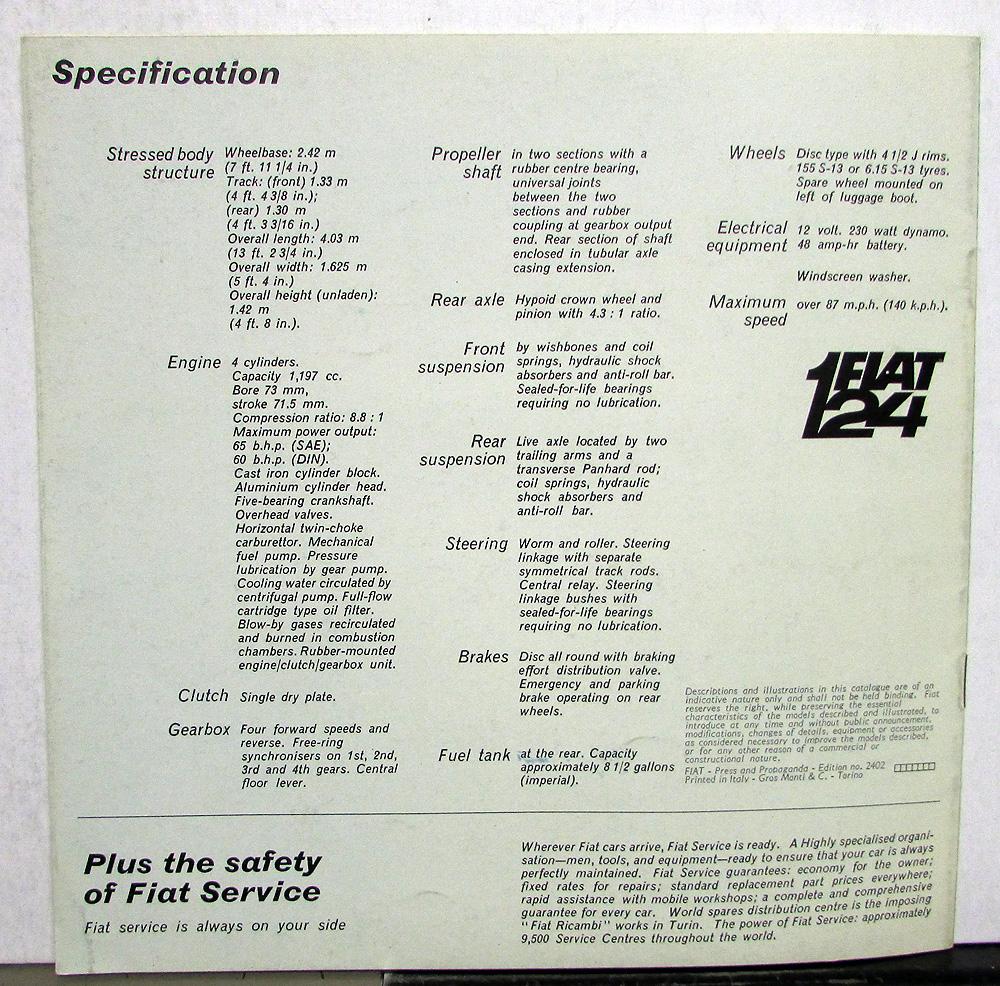 Specification
Stressed body
structure
Wheelbase: 2.42 m
(7 ft. 11 1/4 in.)
Track: (front) 1.33 m
(4 ft. 4 3/8 in.);
(rear) 1.30 m
(4 ft. 3 3/16 in.)
Overall length: 4.03 m
(13 ft. 2 3/4 in.)
Overall width: 1.625 m
(5 ft. 4 in.)
Overall height (unladen):
1.42 m
(4 ft. 8 in.).
Engine
4 cylinders.
Capacity 1,197 cc.
Bore 73 mm,
stroke 71.5 mm.
Compression ratio: 8.8 : 1
Maximum power output:
65 b.h.p. (SAE);
60 b.h.p. (DIN).
Cast iron cylinder block.
Aluminium cylinder head.
Five-bearing crankshaft.
Overhead valves.
Horizontal twin-choke
carburettor. Mechanical
fuel pump. Pressure
lubrication by gear pump.
Cooling water circulated by
centrifugal pump. Full-flow
cartridge type oil filter.
Blow-by gases recirculated
and burned in combustion
chambers. Rubber-mounted
engine/clutch/gearbox unit.
Clutch
Single dry plate.
Gearbox
Four forward speeds and
reverse. Free-ring
synchronisers on 1st, 2nd,
3rd and 4th gears. Central
floor lever.
Propeller
shaft
in two sections with a
rubber centre bearing,
universal joints
between the two
sections and rubber
coupling at gearbox output
end. Rear section of shaft
enclosed in tubular axle
casing extension.
Rear axle
Hypoid crown wheel and
pinion with 4.3 : 1 ratio.
Front
suspension
by wishbones and coil
springs, hydraulic shock
absorbers and anti-roll bar.
Sealed-for-life bearings
requiring no lubrication.
Rear
suspension
Live axle located by two
trailing arms and a
transverse Panhard rod;
coil springs, hydraulic
shock absorbers and
anti-roll bar.
Steering
Worm and roller. Steering
linkage with separate
symmetrical track rods.
Central relay. Steering
linkage bushes with
sealed-for-life bearings
requiring no lubrication.
Brakes
Disc all round with braking
effort distribution valve.
Emergency and parking
brake operating on rear
wheels.
Fuel tank
at the rear. Capacity
approximately 8 1/2 gallons
(imperial).
Wheels
Disc type with 4 1/2 J rims.
155 S-13 or 6.15 S-13 tyres.
Spare wheel mounted on
left of luggage boot.
Electrical
equipment
12 volt. 230 watt dynamo.
48 amp-hr battery.
Windscreen washer.
Maximum
speed
over 87 m.p.h. (140 k.p.h.).
FIAT
124
Descriptions and illustrations in this catalogue are of an
indicative nature only and shall not be held binding. Fiat
reserves the right, while preserving the essential
characteristics of the models described and illustrated, to
introduce at any time and without public announcement,
modifications, changes of details, equipment or accessories
as considered necessary to improve the models described,
or for any other reason of a commercial or
constructional nature.
FIAT - Press and Propaganda - Edition no. 2402
Printed in Italy - Gros Monti & C. - Torino
Plus the safety
of Fiat Service
Fiat service is always on your side
Wherever Fiat cars arrive, Fiat Service is ready. A Highly specialised organi-
sation—men, tools, and equipment—ready to ensure that your car is always
perfectly maintained. Fiat Service guarantees: economy for the owner;
fixed rates for repairs; standard replacement part prices everywhere;
rapid assistance with mobile workshops; a complete and comprehensive
guarantee for every car. World spares distribution centre is the imposing
"Fiat Ricambi" works in Turin. The power of Fiat Service: approximately
9,500 Service Centres throughout the world.